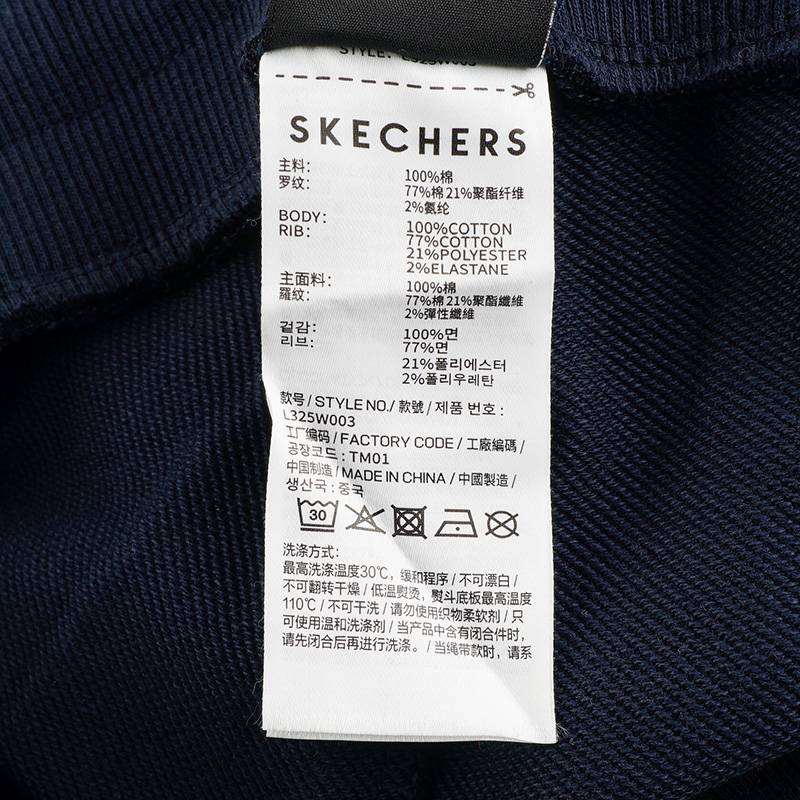 STYLE: L325W003
SKECHERS
主料: 100%棉
罗纹: 77%棉 21%聚酯纤维
2%氨纶
BODY: 100%COTTON
RIB: 77%COTTON
21%POLYESTER
2%ELASTANE
主面料: 100%棉
羅紋: 77%棉 21%聚酯纖維
2%彈性纖維
겉감: 100%면
리브: 77%면
21%폴리에스터
2%폴리우레탄
款号 / STYLE NO./ 款號 / 제품 번호 :
L325W003
工厂编码 / FACTORY CODE / 工廠編碼 /
공장코드 : TM01
中国制造 / MADE IN CHINA / 中國製造 /
생산국 : 중국
30
洗涤方式:
最高洗涤温度30℃, 缓和程序 / 不可漂白 /
不可翻转干燥 / 低温熨烫, 熨斗底板最高温度
110℃ / 不可干洗 / 请勿使用织物柔软剂 / 只
可使用温和洗涤剂 / 当产品中含有闭合件时,
请先闭合后再进行洗涤。 / 当绳带款时, 请系